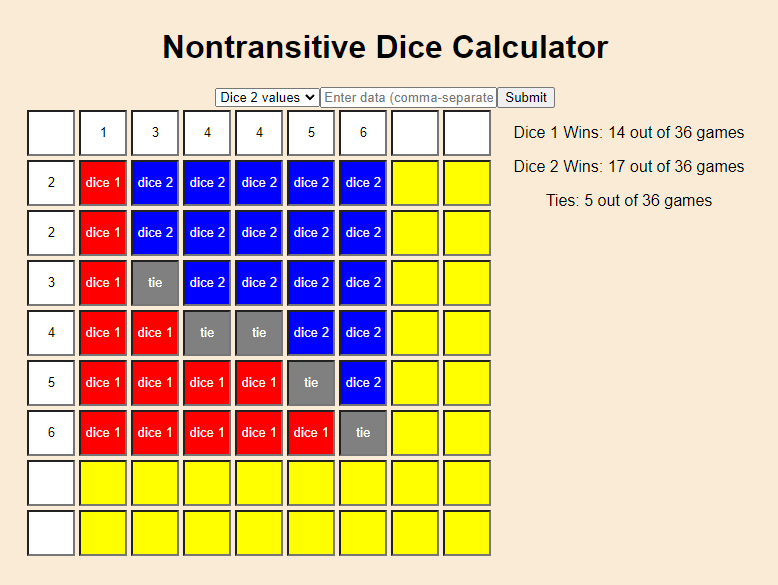 Nontransitive Dice Calculator
Dice 2 values Enter data (comma-separate Submit
1 3 4 4 5 6
2 dice 1 dice 2 dice 2 dice 2 dice 2 dice 2
2 dice 1 dice 2 dice 2 dice 2 dice 2 dice 2
3 dice 1 tie dice 2 dice 2 dice 2 dice 2
4 dice 1 dice 1 tie tie dice 2 dice 2
5 dice 1 dice 1 dice 1 dice 1 tie dice 2
6 dice 1 dice 1 dice 1 dice 1 dice 1 tie
Dice 1 Wins: 14 out of 36 games
Dice 2 Wins: 17 out of 36 games
Ties: 5 out of 36 games